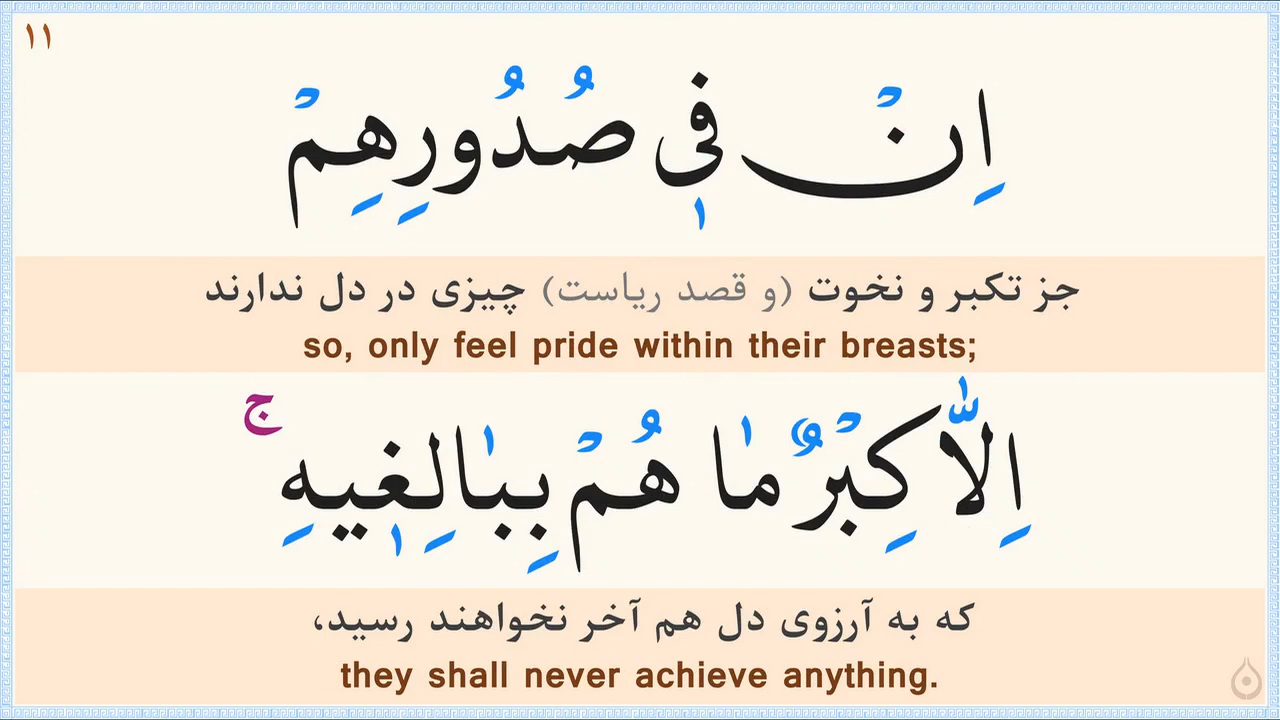 ۱۱
اِنْ فٖى صُدُورِهِمْ
جز تکبر و نخوت (و قصد ریاست) چیزی در دل ندارند
so, only feel pride within their breasts;
اِلّٰا كِبْرٌ مٰا هُمْ بِبٰالِغٖيهِ ۚ
که به آرزوی دل هم آخر نخواهند رسید،
they shall never achieve anything.